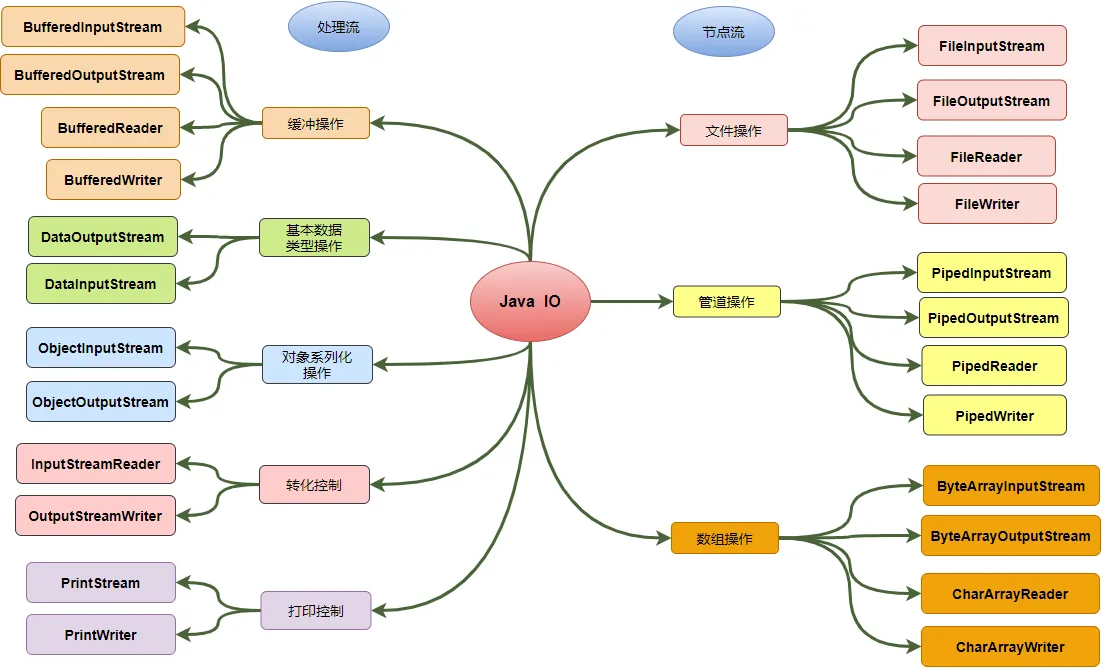 处理流
节点流
BufferedInputStream
BufferedOutputStream
BufferedReader
BufferedWriter
缓冲操作
DataOutputStream
DataInputStream
基本数据
类型操作
ObjectInputStream
ObjectOutputStream
对象系列化
操作
InputStreamReader
OutputStreamWriter
转化控制
PrintStream
PrintWriter
打印控制
Java IO
文件操作
FileInputStream
FileOutputStream
FileReader
FileWriter
管道操作
PipedInputStream
PipedOutputStream
PipedReader
PipedWriter
数组操作
ByteArrayInputStream
ByteArrayOutputStream
CharArrayReader
CharArrayWriter